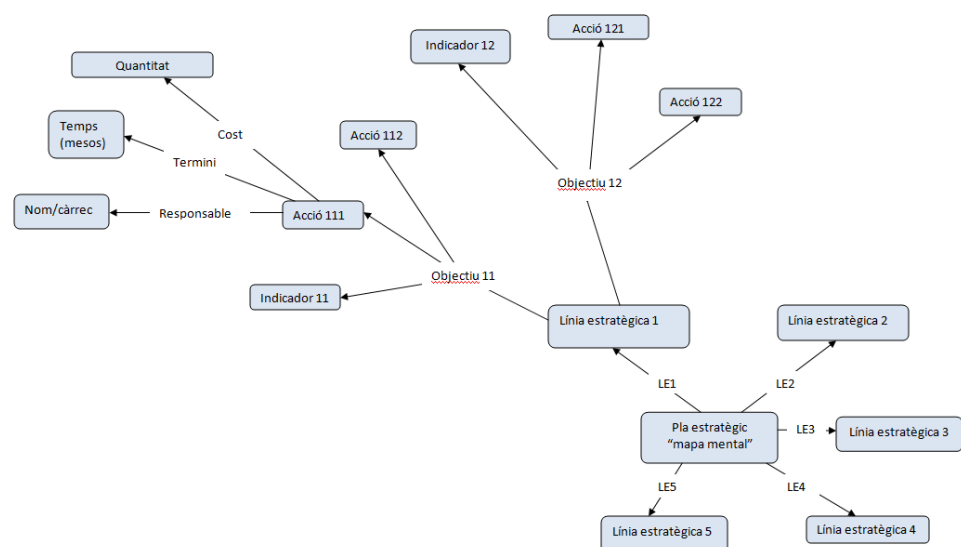 Acció 121
Indicador 12
Quantitat
Acció 122
Temps
(mesos)
Cost
Acció 112
Termini
Objectiu 12
Nom/càrrec
Responsable
Acció 111
Objectiu 11
Indicador 11
Línia estratègica 1
Línia estratègica 2
LE1
LE2
Pla estratègic
“mapa mental”
LE3
Línia estratègica 3
LE5
LE4
Línia estratègica 5
Línia estratègica 4